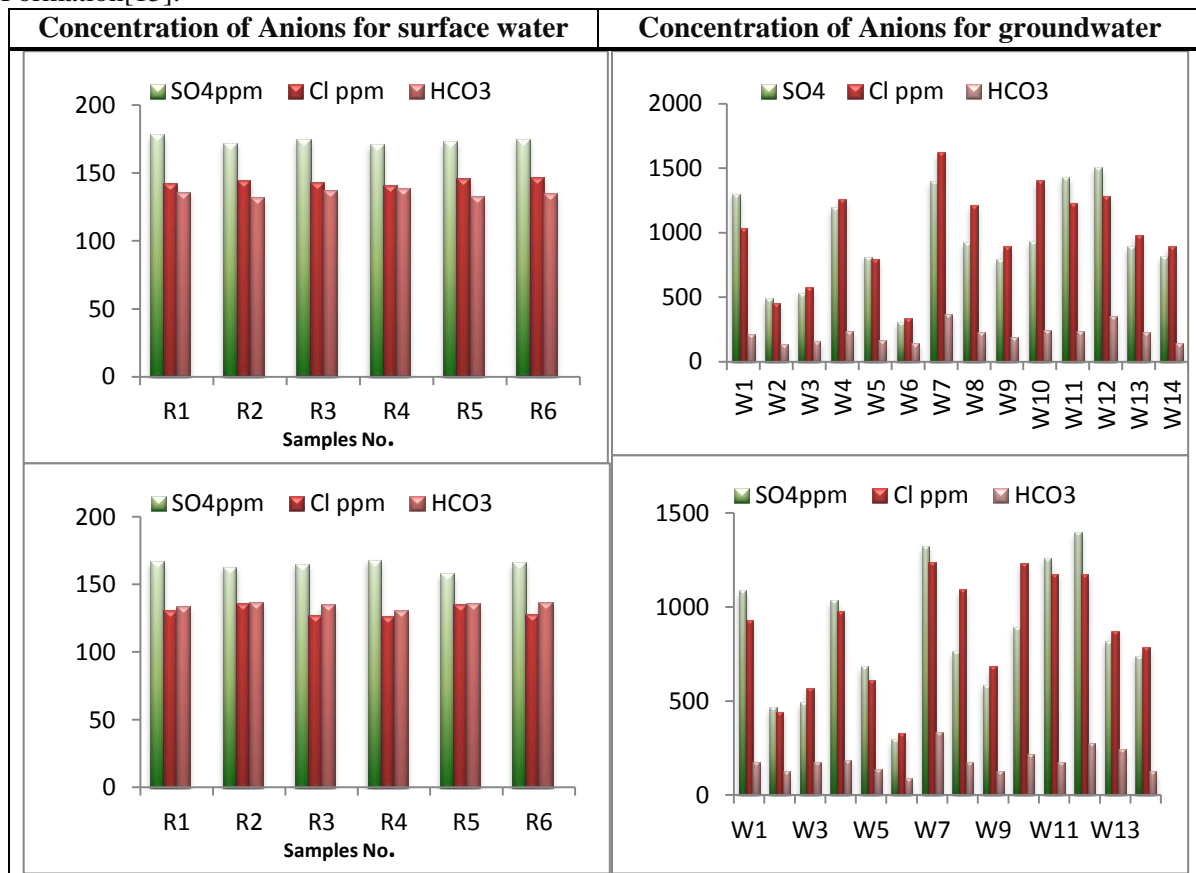 Formation[15].
Concentration of Anions for surface water
Concentration of Anions for groundwater
SO4ppm Cl ppm HCO3
200
150
100
50
0
R1 R2 R3 R4 R5 R6
Samples No.
SO4 Cl ppm HCO3
2000
1500
1000
500
0
W1 W2 W3 W4 W5 W6 W7 W8 W9 W10 W11 W12 W13 W14
SO4ppm Cl ppm HCO3
200
150
100
50
0
R1 R2 R3 R4 R5 R6
Samples No.
SO4ppm Cl ppm HCO3
1500
1000
500
0
W1 W3 W5 W7 W9 W11 W13